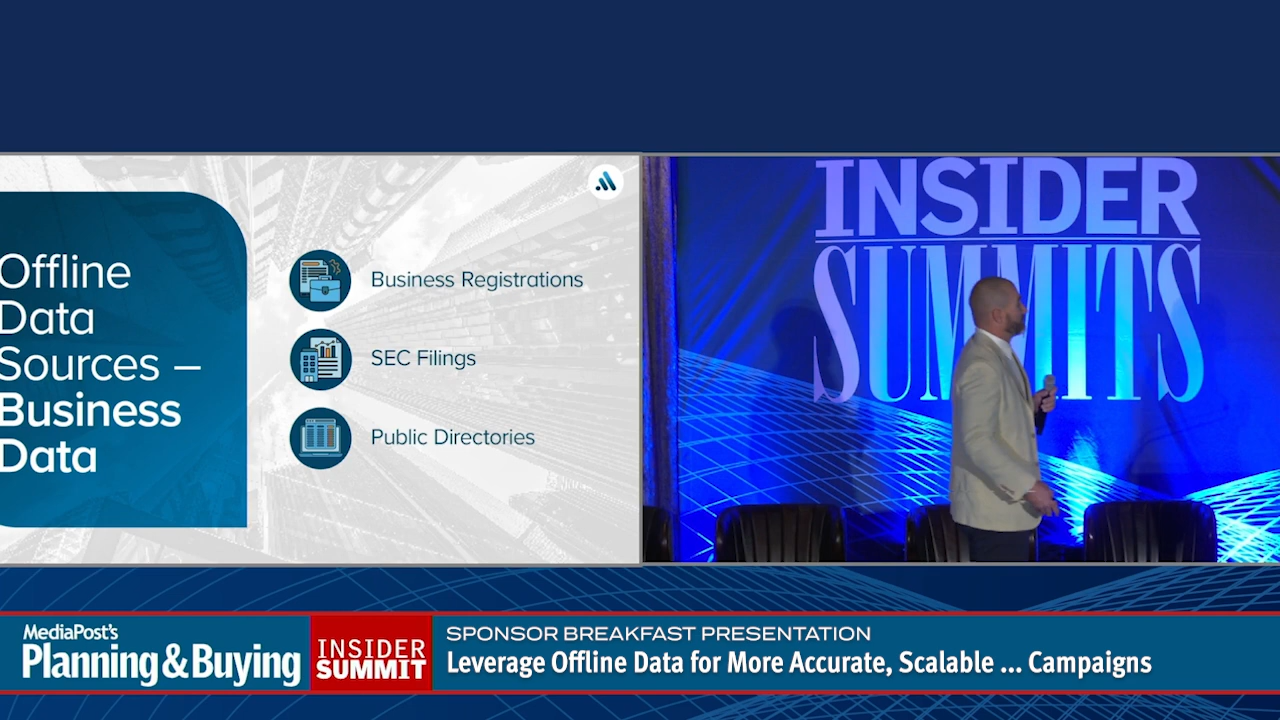 Offline
Data
Sources –
Business
Data
Business Registrations
SEC Filings
Public Directories
INSIDER
SUMMITS
MediaPost's
Planning & Buying
INSIDER
SUMMIT
SPONSOR BREAKFAST PRESENTATION
Leverage Offline Data for More Accurate, Scalable ... Campaigns